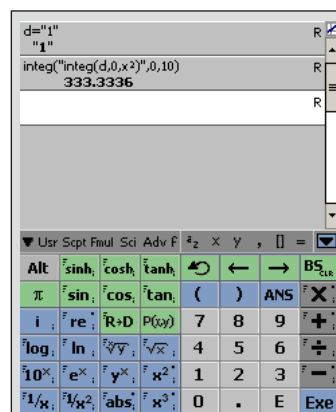 d="1" R
"1"
integ("integ(d,0,x²)",0,10) R
333.3336
R
Usr Scpt Fmul Sci Adv F az x y , [] =
Alt sinh cosh tanh ← → BS CLR
π sin cos tan ( ) ANS ×
i re R→D P(x,y) 7 8 9 +
log ln ˣ√y √x 4 5 6 ÷
10ˣ eˣ yˣ x² 1 2 3 −
1/x 1/x² abs x³ 0 . E Exe